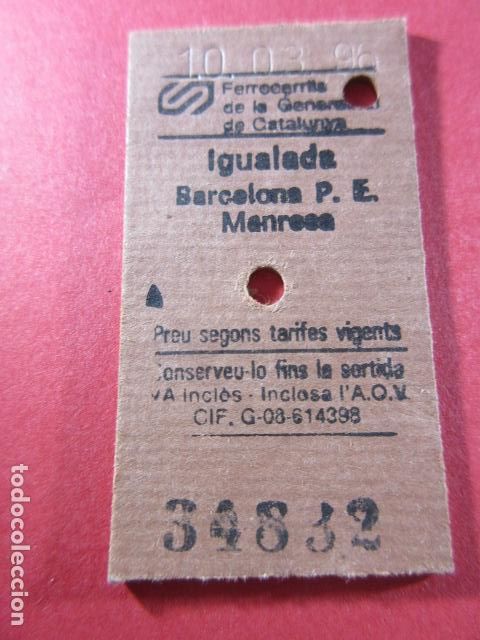 10.03.96
Ferrocarrils
de la Generalitat
de Catalunya
Igualada
Barcelona P. E.
Manresa
Preu segons tarifes vigents
Conserveu-lo fins la sortida
IVA inclòs - Inclosa l'A.O.V.
CIF. G-08-614398
34832
todocoleccion